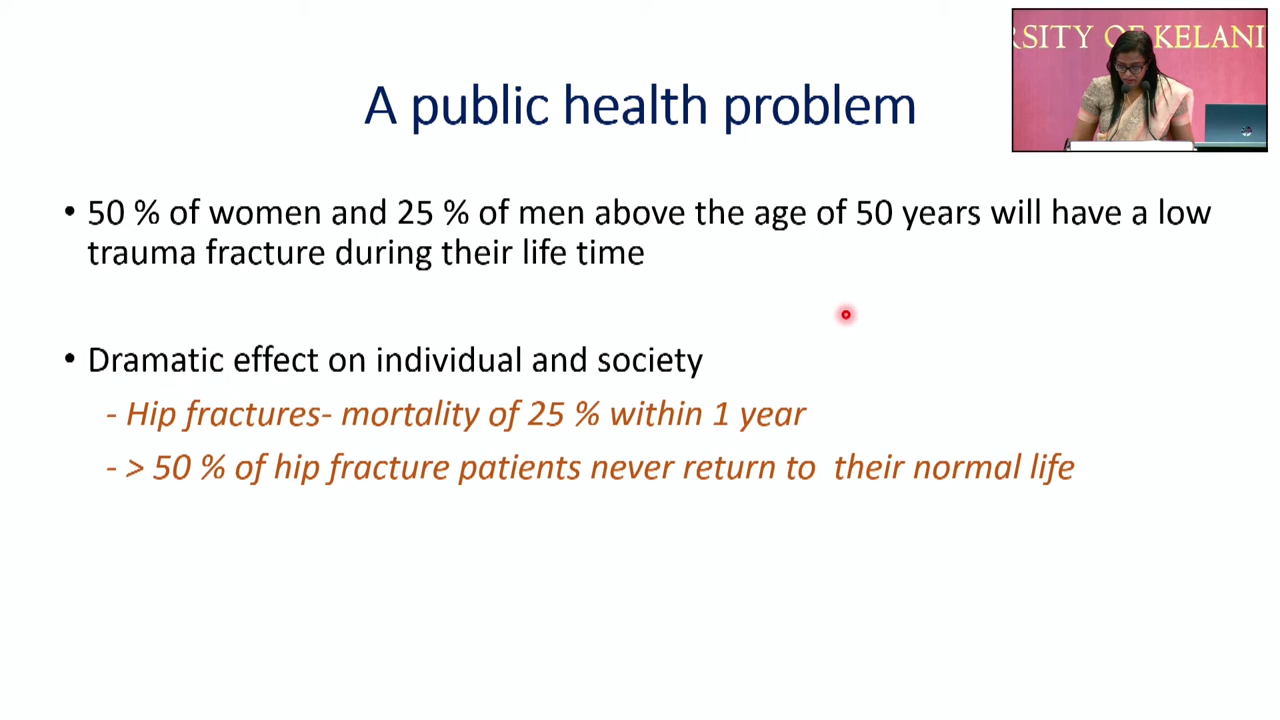 RSITY OF KELANI
A public health problem
• 50 % of women and 25 % of men above the age of 50 years will have a low
trauma fracture during their life time
• Dramatic effect on individual and society
- Hip fractures- mortality of 25 % within 1 year
- > 50 % of hip fracture patients never return to their normal life